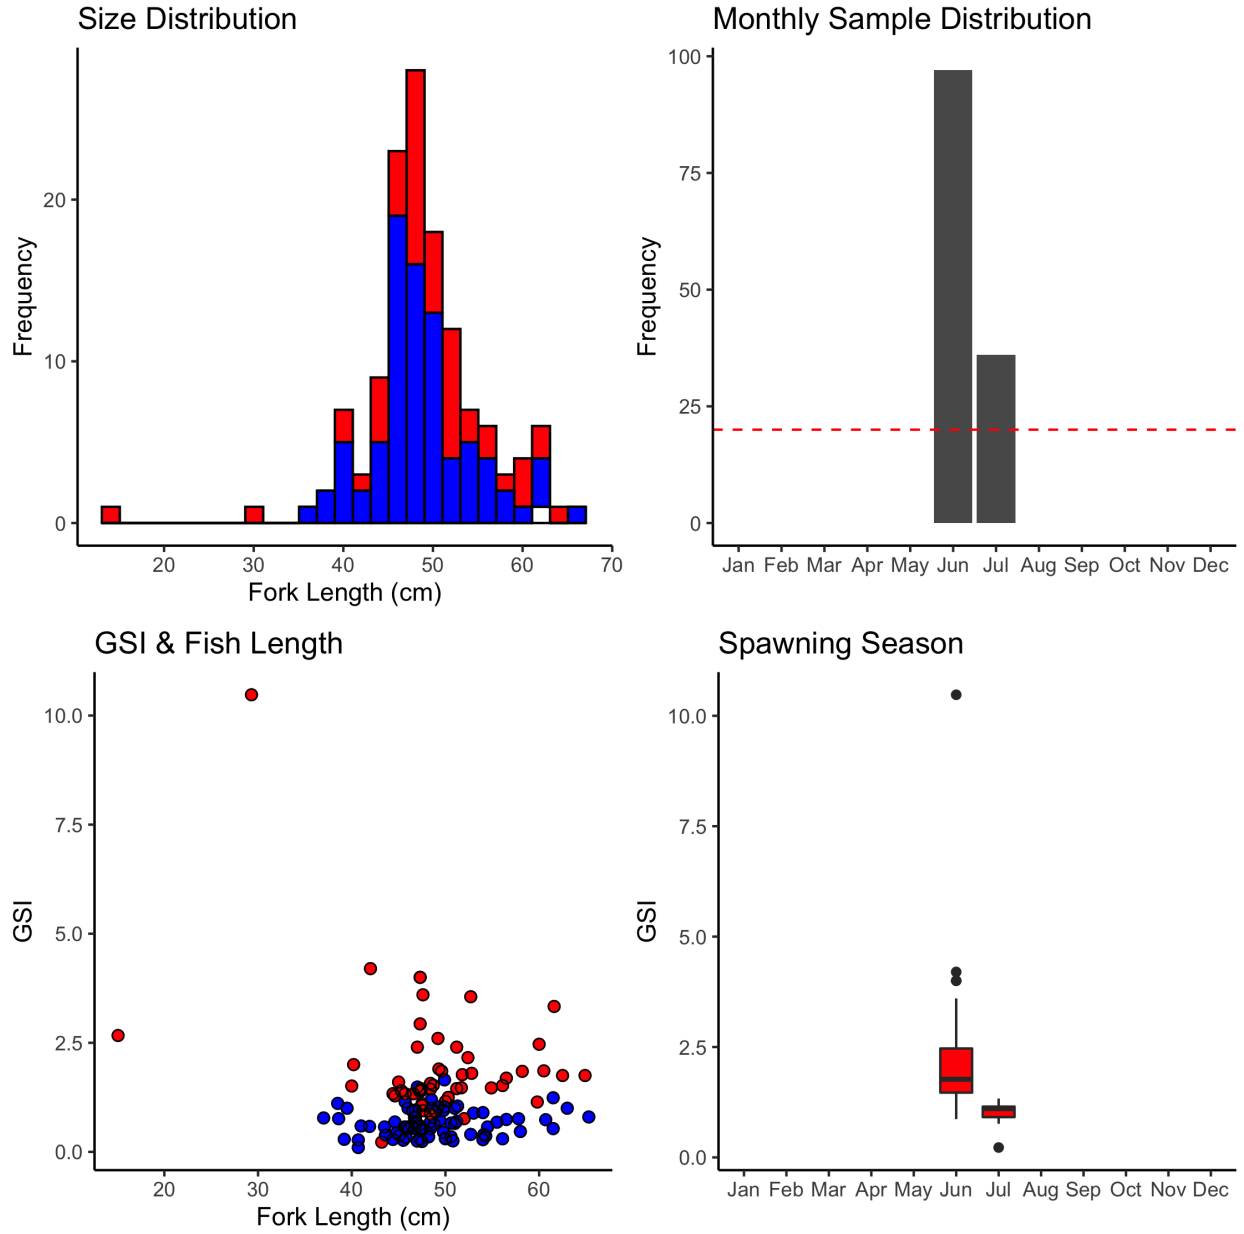 Size Distribution
Frequency
20
10
0
20 30 40 50 60 70
Fork Length (cm)
Monthly Sample Distribution
Frequency
100
75
50
25
0
Jan Feb Mar Apr May Jun Jul Aug Sep Oct Nov Dec
GSI & Fish Length
GSI
10.0
7.5
5.0
2.5
0.0
20 30 40 50 60
Fork Length (cm)
Spawning Season
GSI
10.0
7.5
5.0
2.5
0.0
Jan Feb Mar Apr May Jun Jul Aug Sep Oct Nov Dec